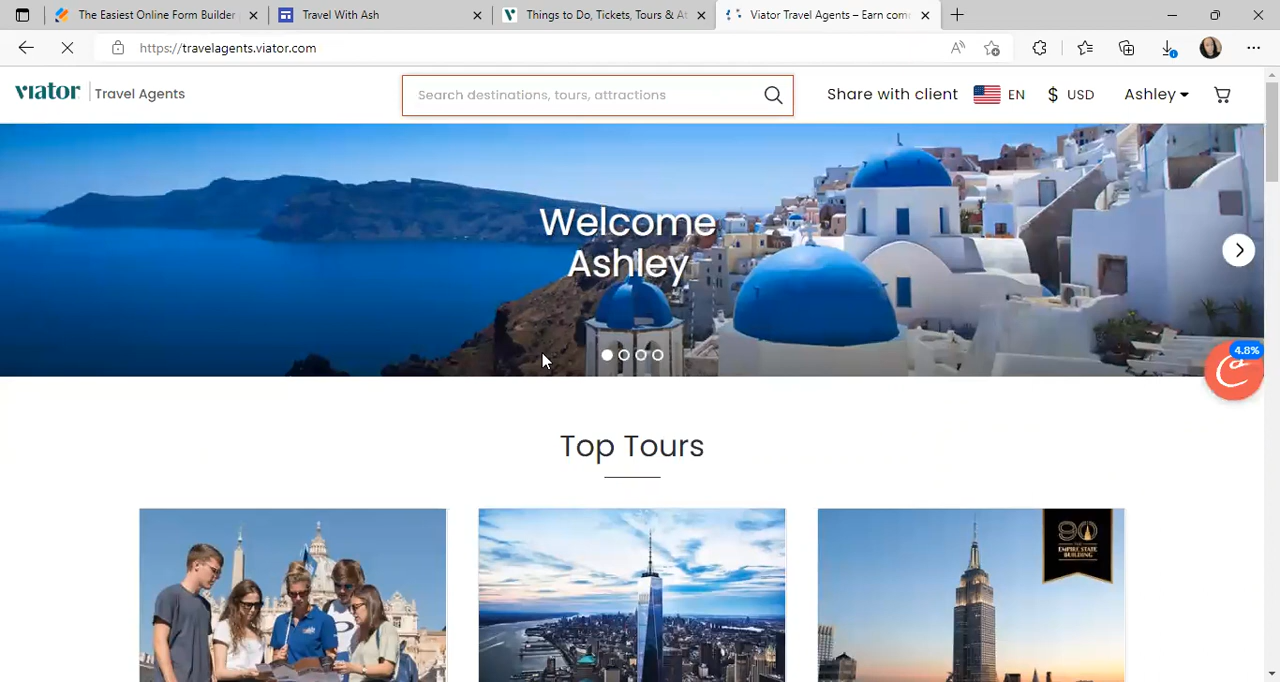 The Easiest Online Form Builder
Travel With Ash
Things to Do, Tickets, Tours & At
Viator Travel Agents – Earn com
https://travelagents.viator.com
viator
Travel Agents
Search destinations, tours, attractions
Share with client
EN
$ USD
Ashley
Welcome
Ashley
4.8%
Top Tours
90
EMPIRE STATE
BUILDING